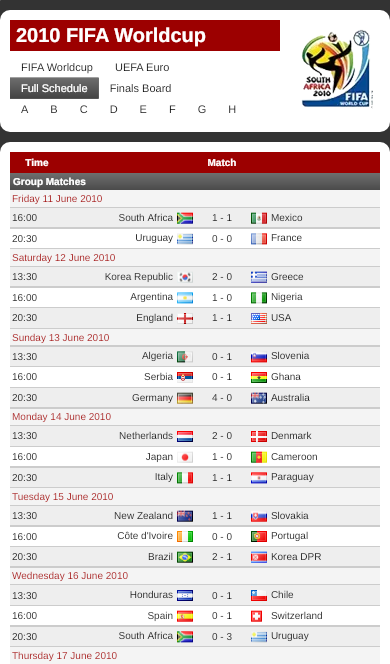 2010 FIFA Worldcup
FIFA Worldcup UEFA Euro
Full Schedule Finals Board
A B C D E F G H
SOUTH AFRICA 2010
FIFA
WORLD CUP
Time Match
Group Matches
Friday 11 June 2010
16:00 South Africa 1 - 1 Mexico
20:30 Uruguay 0 - 0 France
Saturday 12 June 2010
13:30 Korea Republic 2 - 0 Greece
16:00 Argentina 1 - 0 Nigeria
20:30 England 1 - 1 USA
Sunday 13 June 2010
13:30 Algeria 0 - 1 Slovenia
16:00 Serbia 0 - 1 Ghana
20:30 Germany 4 - 0 Australia
Monday 14 June 2010
13:30 Netherlands 2 - 0 Denmark
16:00 Japan 1 - 0 Cameroon
20:30 Italy 1 - 1 Paraguay
Tuesday 15 June 2010
13:30 New Zealand 1 - 1 Slovakia
16:00 Côte d'Ivoire 0 - 0 Portugal
20:30 Brazil 2 - 1 Korea DPR
Wednesday 16 June 2010
13:30 Honduras 0 - 1 Chile
16:00 Spain 0 - 1 Switzerland
20:30 South Africa 0 - 3 Uruguay
Thursday 17 June 2010